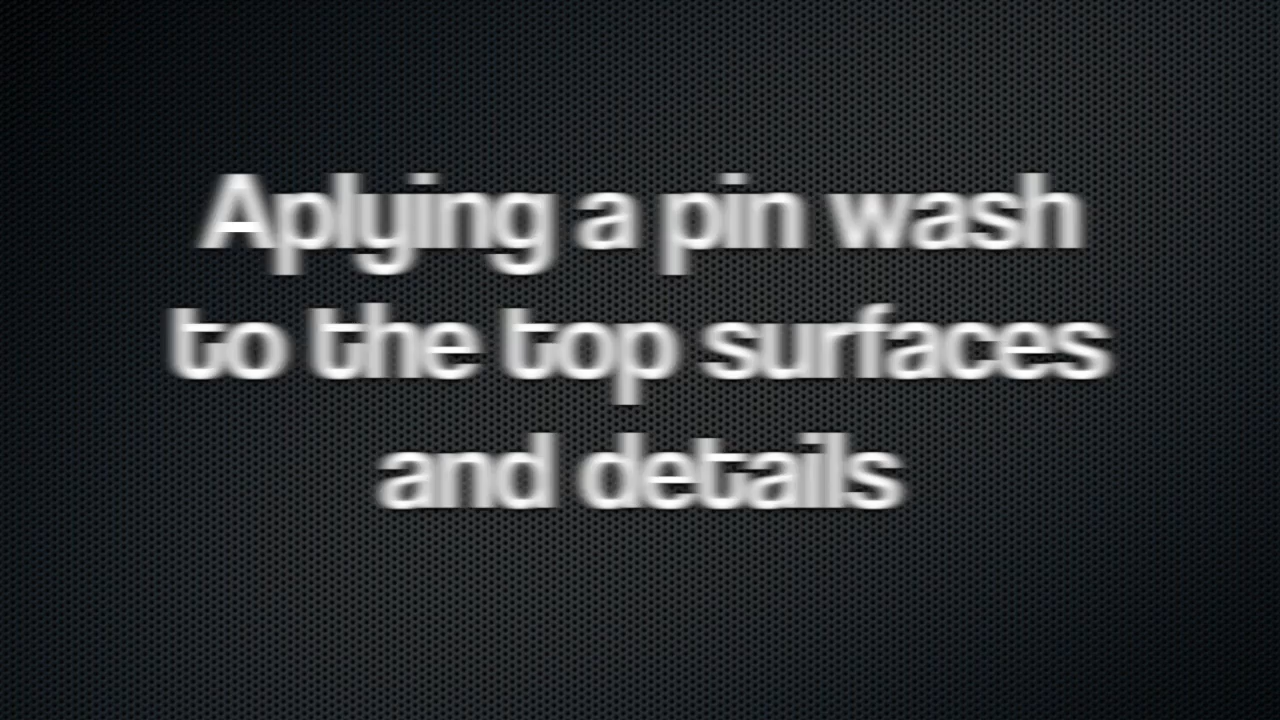 Aplying a pin wash
to the top surfaces
and details